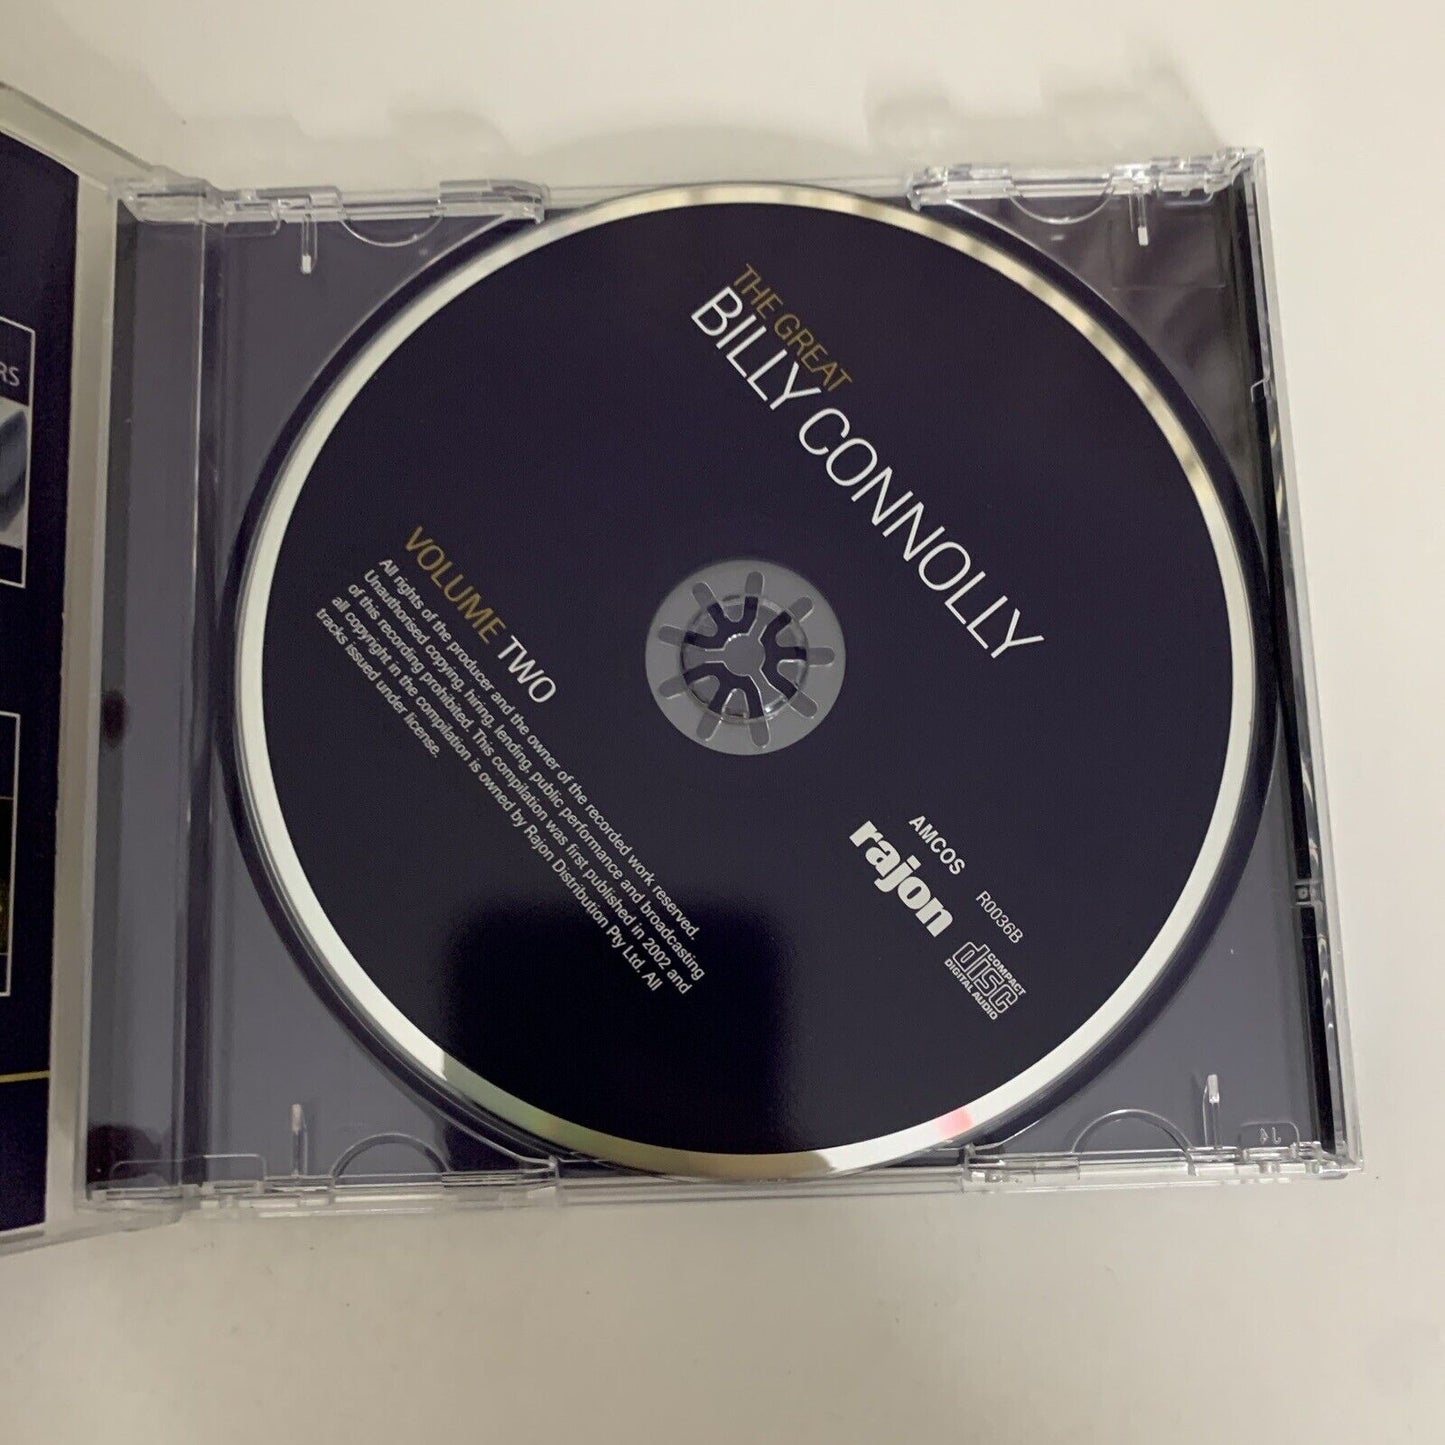 THE GREAT
BILLY CONNOLLY
VOLUME TWO
All rights of the producer and the owner of the recorded work reserved.
Unauthorised copying, hiring, lending, public performance and broadcasting
of this recording prohibited. This compilation was first published in 2002 and
all copyright in the compilation is owned by Rajon Distribution Pty Ltd. All
tracks issued under license.
AMCOS
rajon
R0036B
COMPACT
disc
DIGITAL AUDIO
RS
14